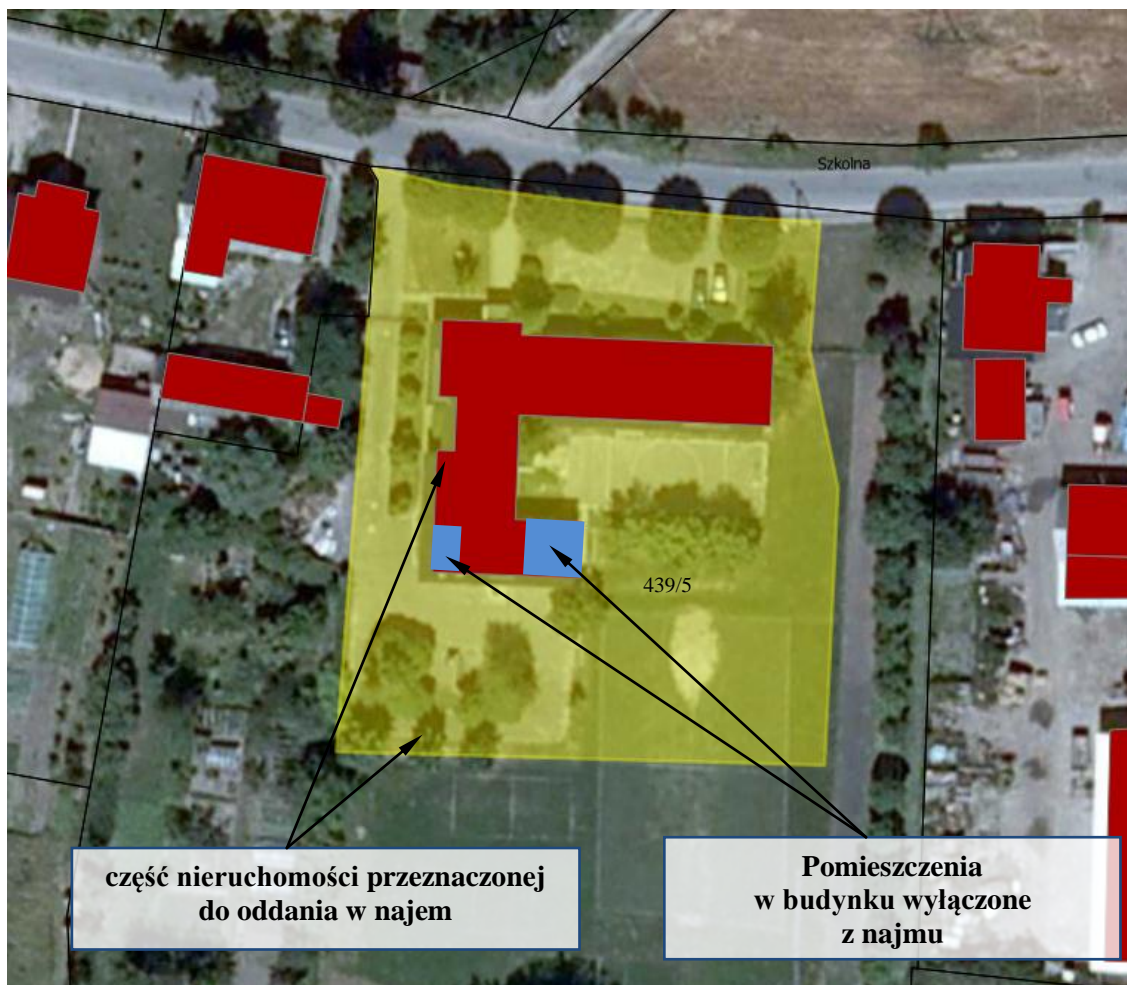 Szkolna
439/5
część nieruchomości przeznaczonej
do oddania w najem
Pomieszczenia
w budynku wyłączone
z najmu